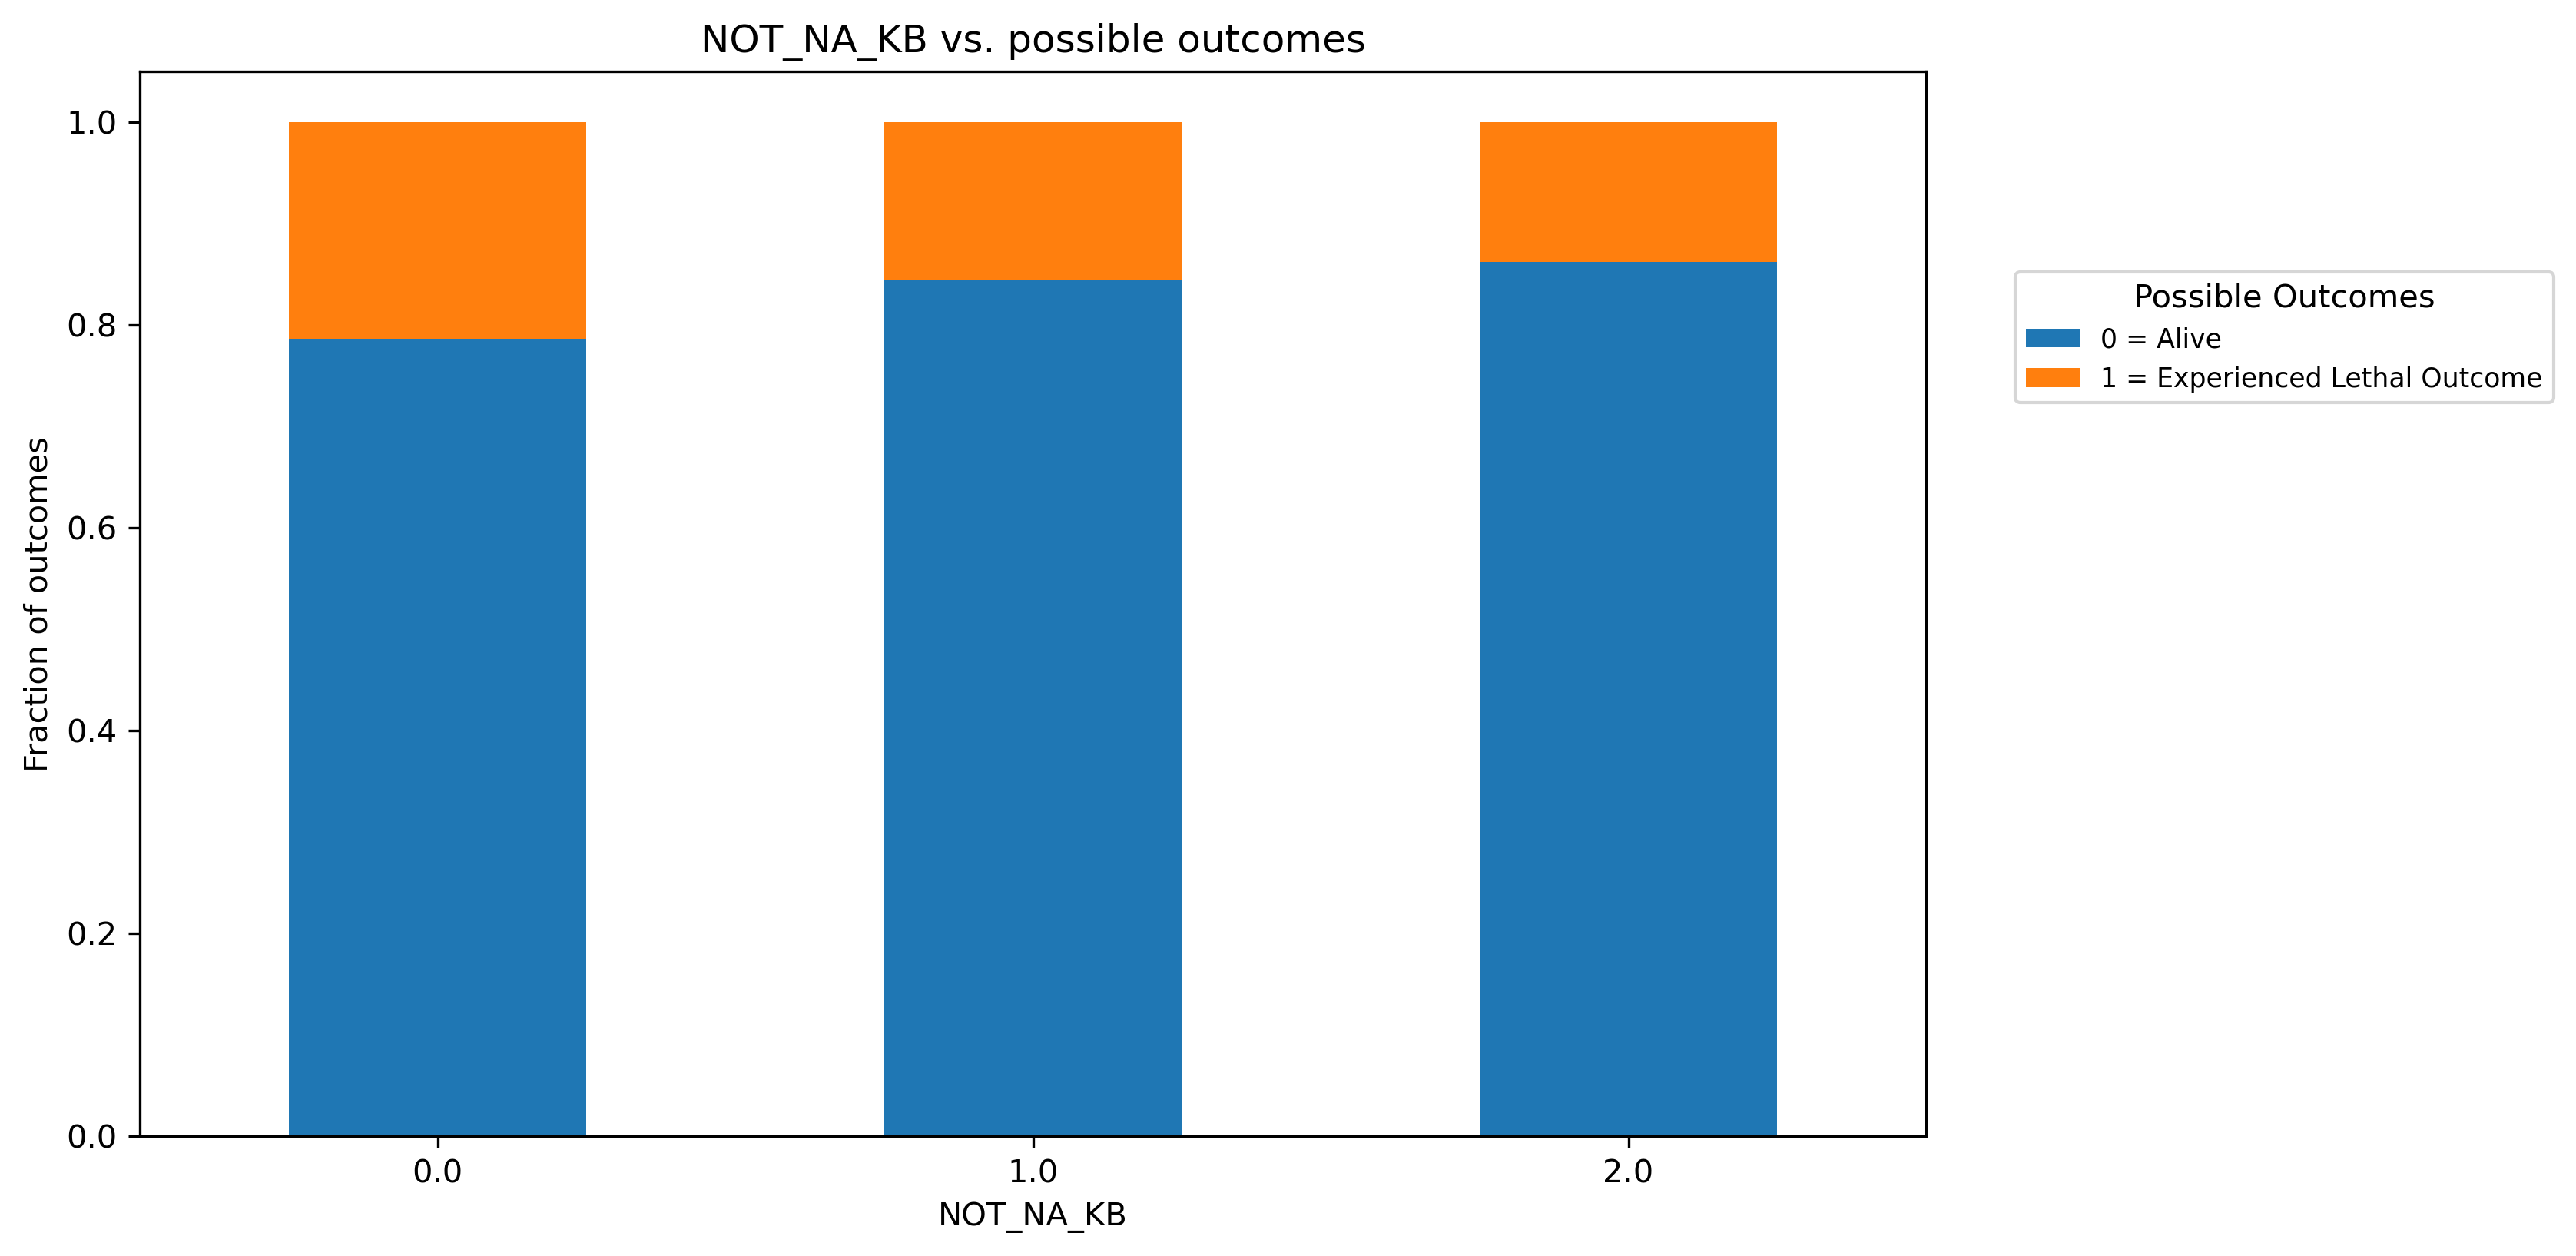 NOT_NA_KB vs. possible outcomes
Fraction of outcomes
1.0
0.8
0.6
0.4
0.2
0.0
0.0 1.0 2.0
NOT_NA_KB
Possible Outcomes
0 = Alive
1 = Experienced Lethal Outcome